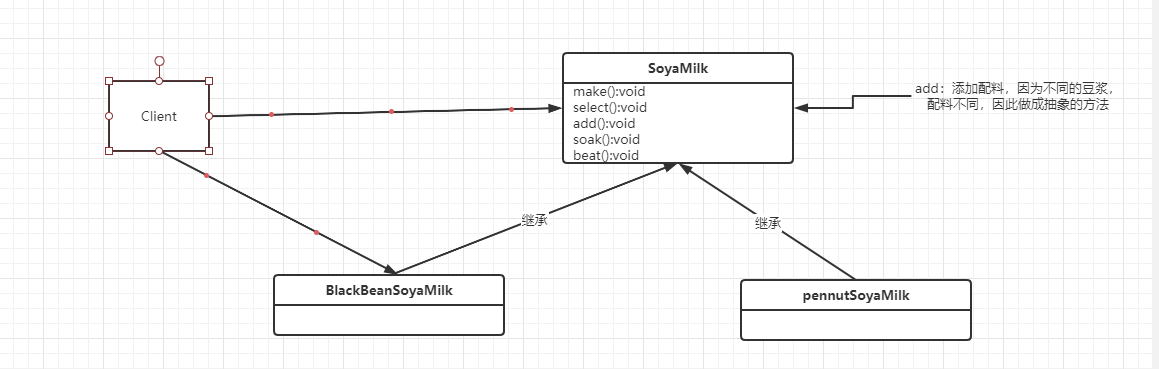 Client
SoyaMilk
make():void
select():void
add():void
soak():void
beat():void
add：添加配料，因为不同的豆浆，
配料不同，因此做成抽象的方法
继承
继承
BlackBeanSoyaMilk
pennutSoyaMilk